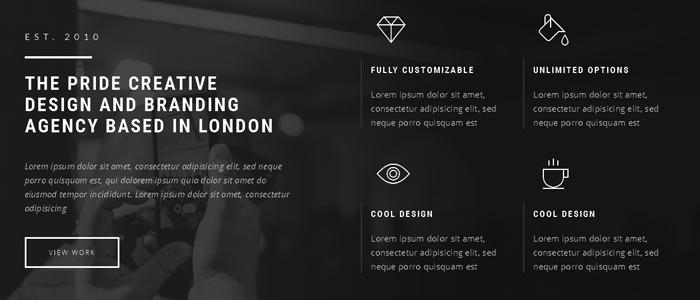 EST. 2010
THE PRIDE CREATIVE
DESIGN AND BRANDING
AGENCY BASED IN LONDON
Lorem ipsum dolor sit amet, consectetur adipisicing elit, sed neque
porro quisquam est, qui dolorem ipsum quia dolor sit amet do
eiusmod tempor incididunt. Lorem ipsum dolor sit amet, consectetur
adipisicing
VIEW WORK
FULLY CUSTOMIZABLE
Lorem ipsum dolor sit amet,
consectetur adipisicing elit, sed
neque porro quisquam est
UNLIMITED OPTIONS
Lorem ipsum dolor sit amet,
consectetur adipisicing elit, sed
neque porro quisquam est
COOL DESIGN
Lorem ipsum dolor sit amet,
consectetur adipisicing elit, sed
neque porro quisquam est
COOL DESIGN
Lorem ipsum dolor sit amet,
consectetur adipisicing elit, sed
neque porro quisquam est